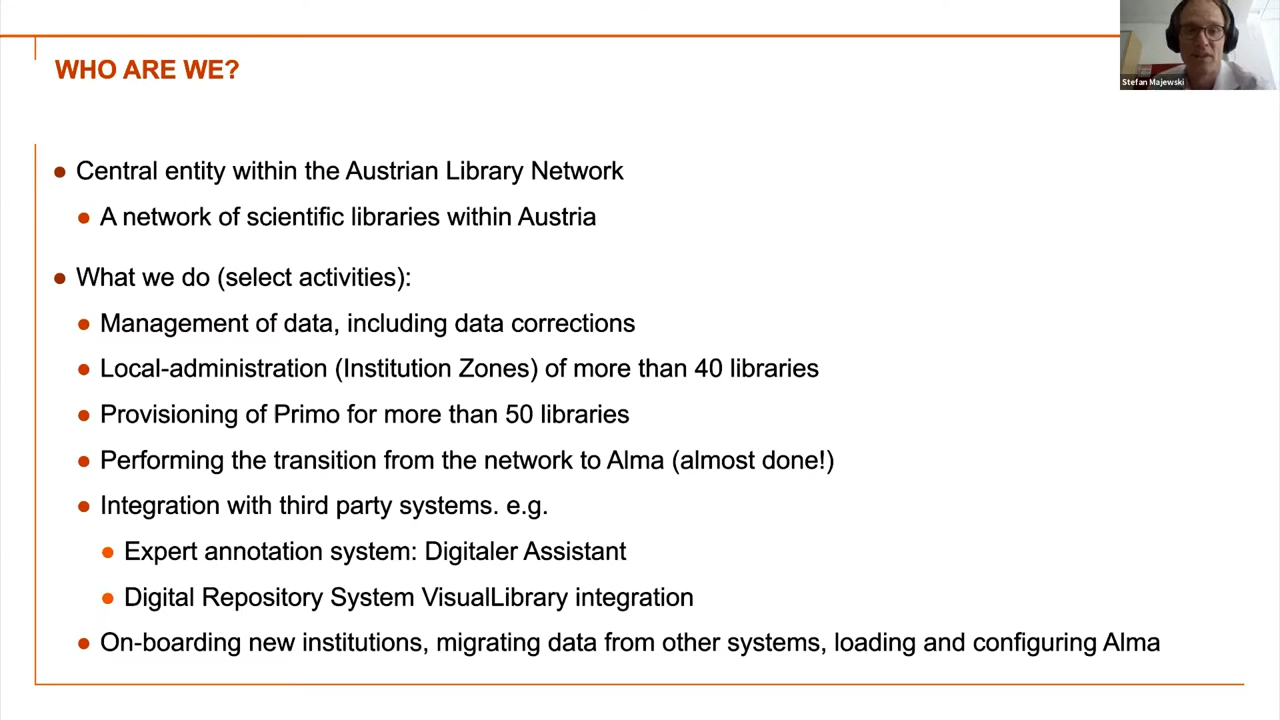 WHO ARE WE?
Stefan Majewski
● Central entity within the Austrian Library Network
● A network of scientific libraries within Austria
● What we do (select activities):
● Management of data, including data corrections
● Local-administration (Institution Zones) of more than 40 libraries
● Provisioning of Primo for more than 50 libraries
● Performing the transition from the network to Alma (almost done!)
● Integration with third party systems. e.g.
● Expert annotation system: Digitaler Assistant
● Digital Repository System VisualLibrary integration
● On-boarding new institutions, migrating data from other systems, loading and configuring Alma